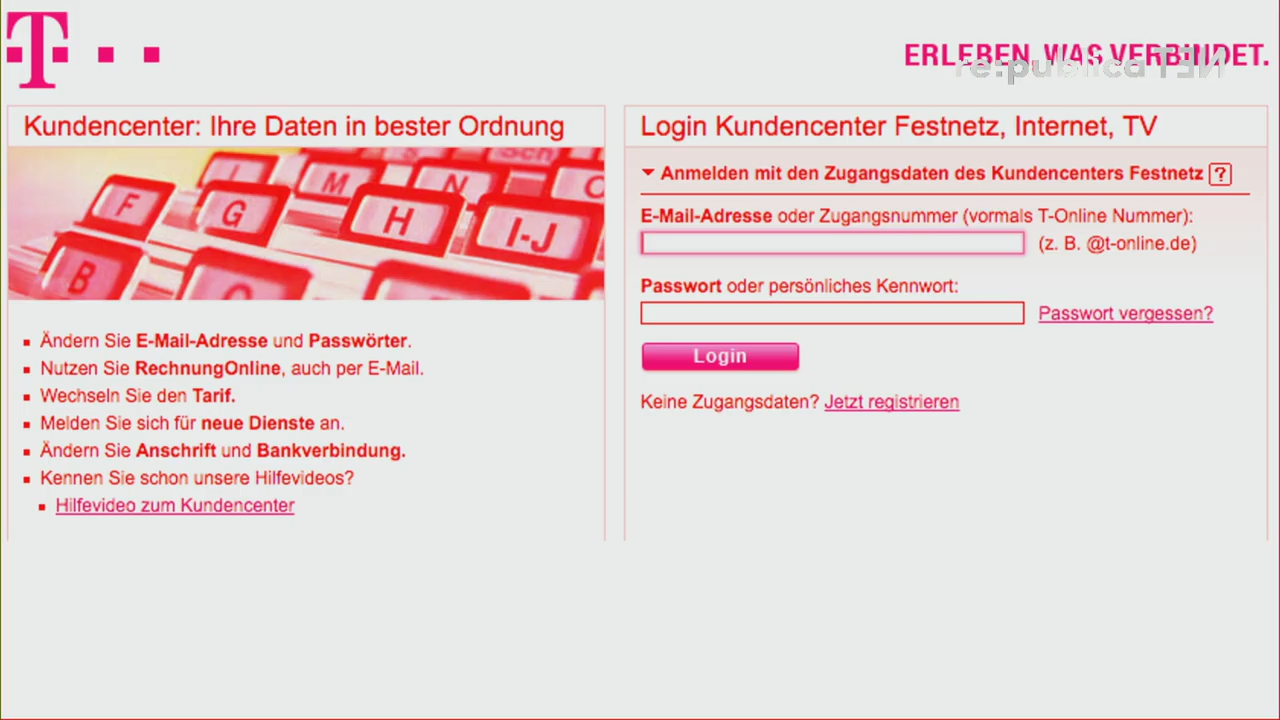 T
ERLEBEN, WAS VERBINDET.
re:publica TEN
Kundencenter: Ihre Daten in bester Ordnung
F
G
L
M
N
Sch
O
H
I-J
B
Ändern Sie E-Mail-Adresse und Passwörter.
Nutzen Sie RechnungOnline, auch per E-Mail.
Wechseln Sie den Tarif.
Melden Sie sich für neue Dienste an.
Ändern Sie Anschrift und Bankverbindung.
Kennen Sie schon unsere Hilfevideos?
Hilfevideo zum Kundencenter
Login Kundencenter Festnetz, Internet, TV
Anmelden mit den Zugangsdaten des Kundencenters Festnetz ?
E-Mail-Adresse oder Zugangsnummer (vormals T-Online Nummer):
(z. B. @t-online.de)
Passwort oder persönliches Kennwort:
Passwort vergessen?
Login
Keine Zugangsdaten? Jetzt registrieren